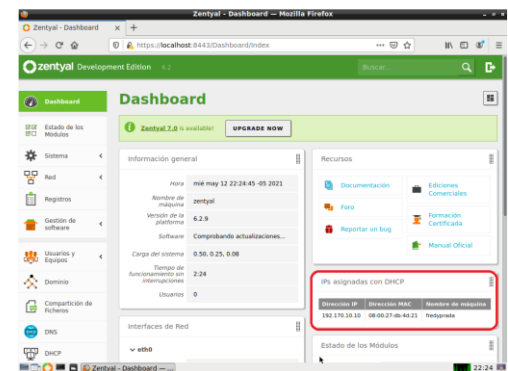 Zentyal - Dashboard — Mozilla Firefox
Zentyal - Dashboard
https://localhost:8443/Dashboard/Index
zentyal Development Edition 6.2
Buscar...
Dashboard
Estado de los Módulos
Sistema
Red
Registros
Gestión de software
Usuarios y Equipos
Dominio
Compartición de Ficheros
DNS
DHCP
Dashboard
Zentyal 7.0 is available! UPGRADE NOW
Información general
Hora mié may 12 22:24:45 -05 2021
Nombre de máquina zentyal
Versión de la plataforma 6.2.9
Software Comprobando actualizaciones...
Carga del sistema 0.50, 0.25, 0.08
Tiempo de funcionamiento sin interrupciones 2:24
Usuarios 0
Interfaces de Red
eth0
Recursos
Documentación
Foro
Reportar un bug
Ediciones Comerciales
Formación Certificada
Manual Oficial
IPs asignadas con DHCP
Dirección IP Dirección MAC Nombre de máquina
192.170.10.10 08:00:27:db:4d:21 fredyprada
Estado de los Módulos
Zentyal - Dashboard — ...
22:24